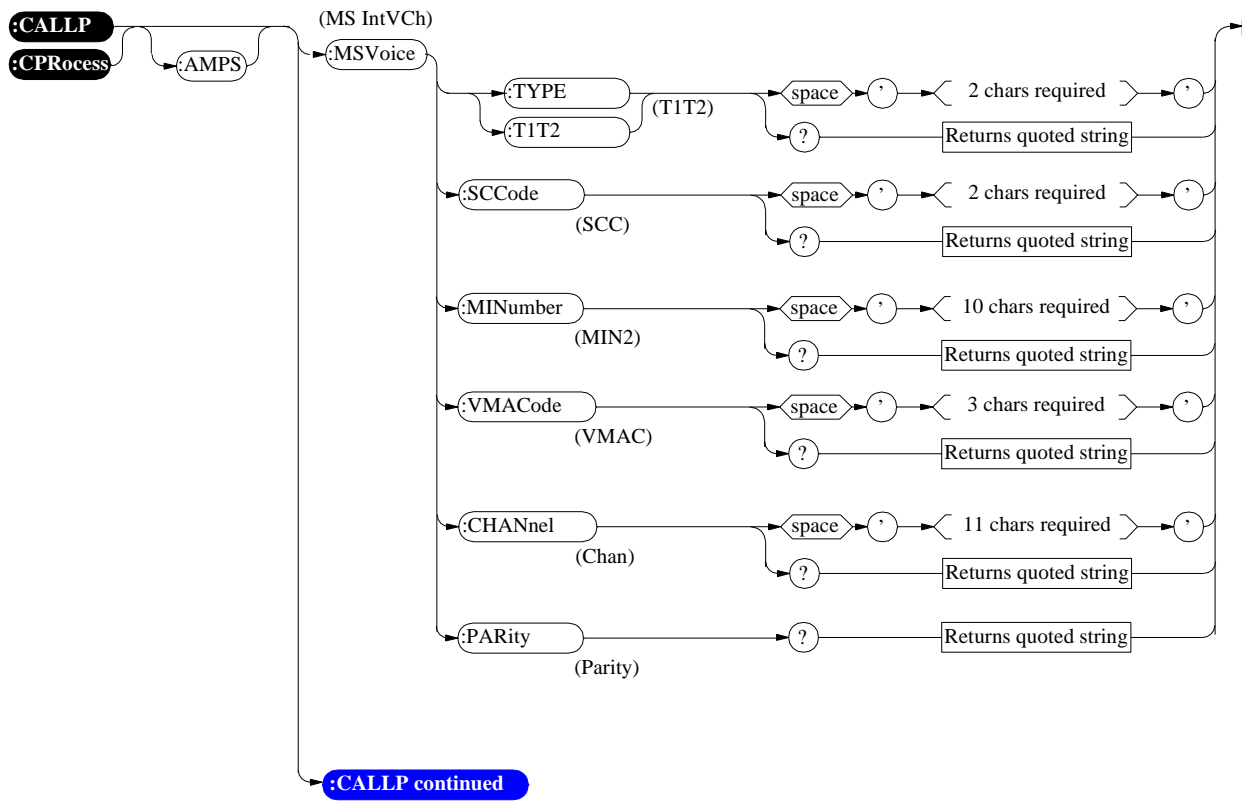 (MS IntVCh)
:CALLP
:MSVoice
:CPRocess
:AMPS
:TYPE
space
’
2 chars required
’
(T1T2)
:T1T2
?
Returns quoted string
:SCCode
space
’
2 chars required
’
(SCC)
?
Returns quoted string
:MINumber
space
’
10 chars required
’
(MIN2)
?
Returns quoted string
:VMACode
space
’
3 chars required
’
(VMAC)
?
Returns quoted string
:CHANnel
space
’
11 chars required
’
(Chan)
?
Returns quoted string
:PARity
?
Returns quoted string
(Parity)
:CALLP continued